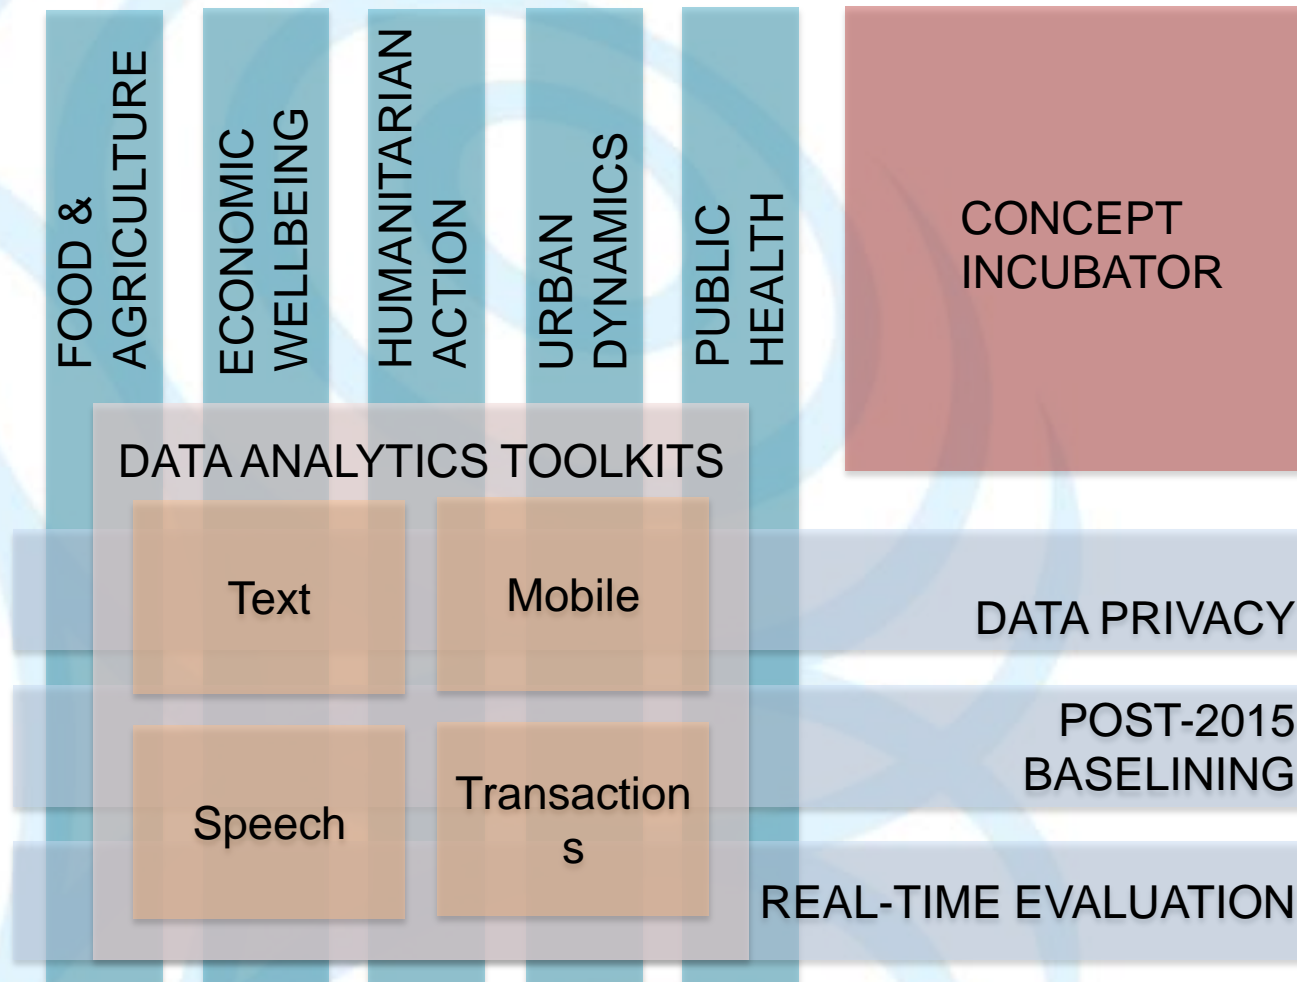 FOOD &
AGRICULTURE
ECONOMIC
WELLBEING
HUMANITARIAN
ACTION
URBAN
DYNAMICS
PUBLIC
HEALTH
CONCEPT
INCUBATOR
DATA ANALYTICS TOOLKITS
Text
Mobile
DATA PRIVACY
Speech
Transaction
s
POST-2015
BASELINING
REAL-TIME EVALUATION